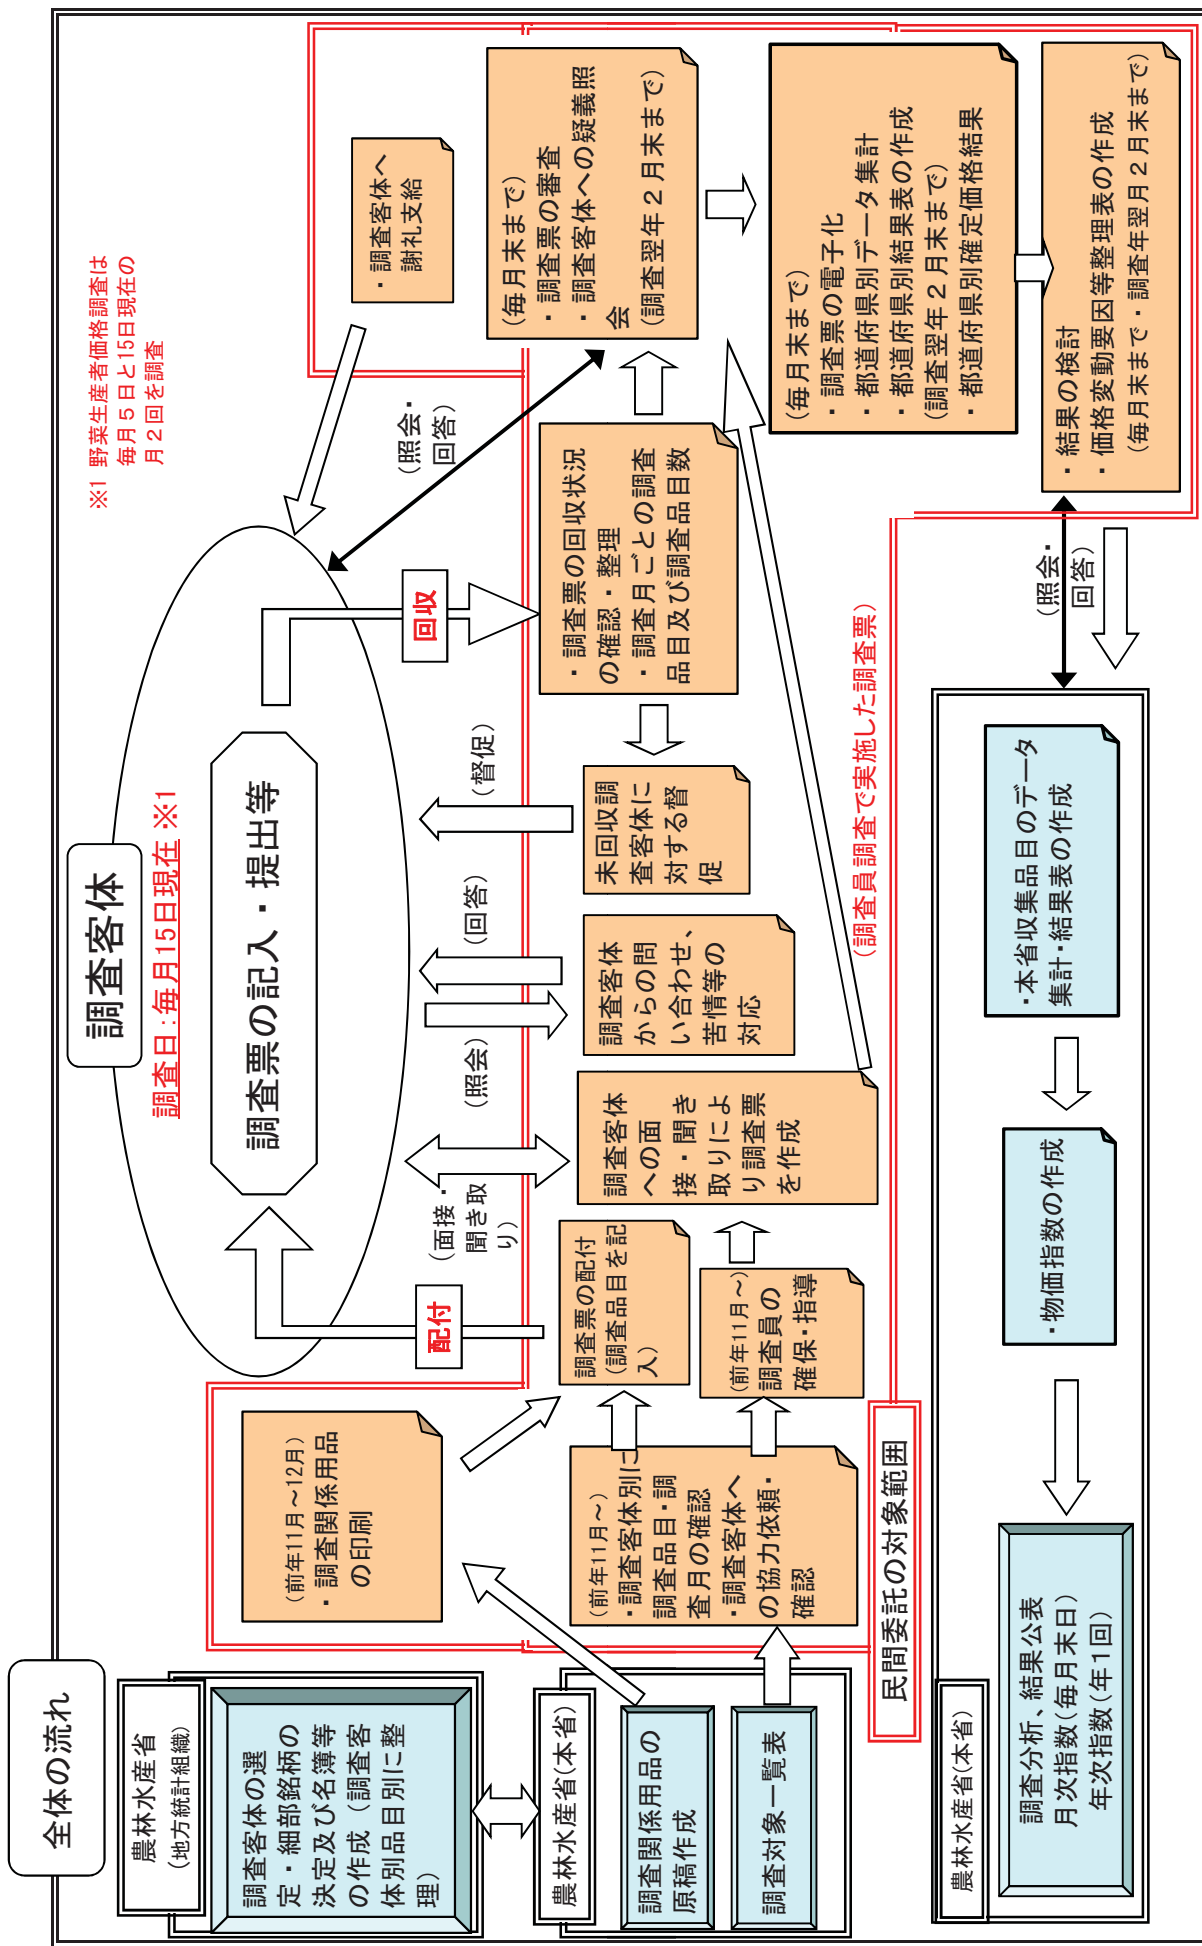 全体の流れ
農林水産省
(地方統計組織)
調査客体の選
定・細部銘柄の
決定及び名簿等
の作成（調査客
体別品目別に整
理）
農林水産省(本省)
調査関係用品の
原稿作成
調査対象一覧表
(前年11月～12月)
・調査関係用品
の印刷
(前年11月～)
・調査客体別に
調査品目・調
査月の確認
・調査客体へ
の協力依頼・
確認
調査票の配付
(調査品目を記
入)
(前年11月～)
調査員の
確保・指導
配付
調査客体
調査日：毎月15日現在 ※1
調査票の記入・提出等
(面接・
聞き取
り)
(照会)
(回答)
(督促)
回収
調査客体
への面
接・聞き
取りによ
り調査票
を作成
調査客体
からの問
い合わせ、
苦情等の
対応
未回収調
査客体に
対する督
促
・調査票の回収状況
の確認・整理
・調査月ごとの調査
品目及び調査品目数
(調査員調査で実施した調査票)
(照会・
回答)
※1 野菜生産者価格調査は
毎月５日と15日現在の
月２回を調査
・調査客体へ
謝礼支給
(毎月末まで)
・調査票の審査
・調査客体への疑義照
会
(調査翌年２月末まで)
(毎月末まで)
・調査票の電子化
・都道府県別データ集計
・都道府県別結果表の作成
(調査翌年２月末まで)
・都道府県別確定価格結果
・結果の検討
・価格変動要因等整理表の作成
(毎月末まで・調査年翌月２月末まで)
(照会・
回答)
民間委託の対象範囲
農林水産省(本省)
・本省収集品目のデータ
集計・結果表の作成
・物価指数の作成
調査分析、結果公表
月次指数(毎月末日)
年次指数(年１回)